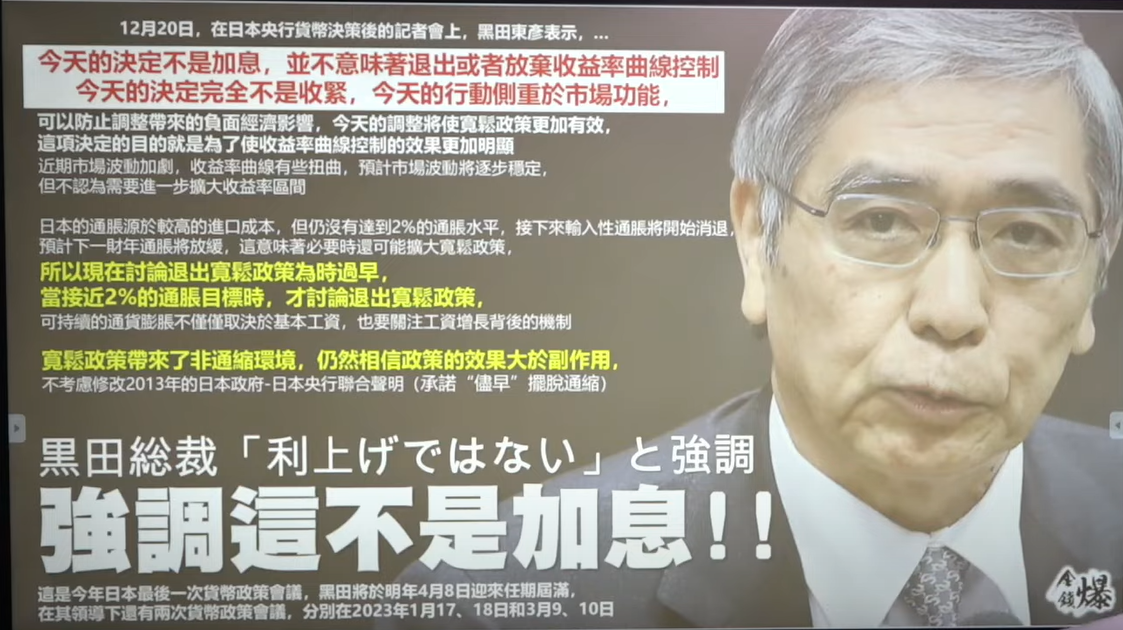 12月20日，在日本央行貨幣決策後的記者會上，黑田東彥表示，...
今天的決定不是加息，並不意味著退出或者放棄收益率曲線控制
今天的決定完全不是收緊，今天的行動側重於市場功能，
可以防止調整帶來的負面經濟影響，今天的調整將使寬鬆政策更加有效，
這項決定的目的就是為了使收益率曲線控制的效果更加明顯
近期市場波動加劇，收益率曲線有些扭曲，預計市場波動將逐步穩定，
但不認為需要進一步擴大收益率區間
日本的通脹源於較高的進口成本，但仍沒有達到2%的通脹水平，接下來輸入性通脹將開始消退，
預計下一財年通脹將放緩，這意味著必要時還可能擴大寬鬆政策，
所以現在討論退出寬鬆政策為時過早，
當接近2%的通脹目標時，才討論退出寬鬆政策，
可持續的通貨膨脹不僅僅取決於基本工資，也要關注工資增長背後的機制
寬鬆政策帶來了非通縮環境，仍然相信政策的效果大於副作用，
不考慮修改2013年的日本政府-日本央行聯合聲明（承諾“儘早”擺脫通縮）
黒田総裁「利上げではない」と強調
強調這不是加息！！
這是今年日本最後一次貨幣政策會議，黑田將於明年4月8日迎來任期屆滿，
在其領導下還有兩次貨幣政策會議，分別在2023年1月17、18日和3月9、10日
金錢爆